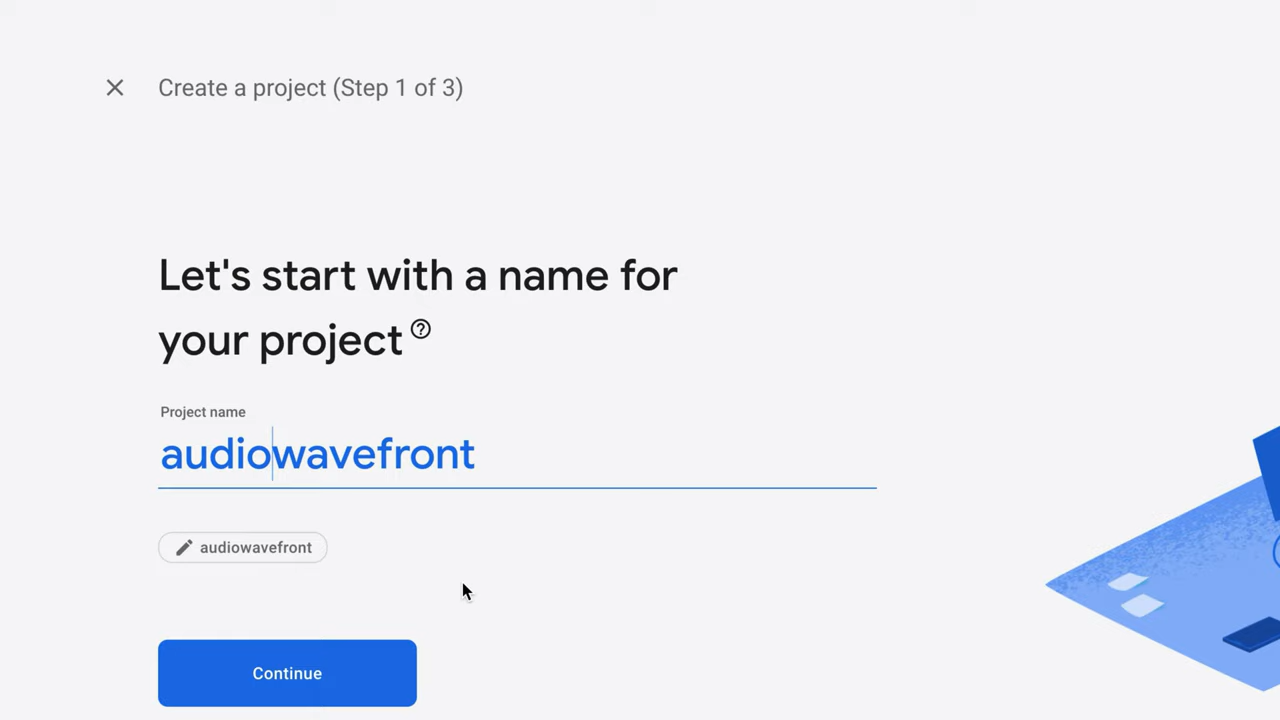 Create a project (Step 1 of 3)
Let's start with a name for
your project
Project name
audiowavefront
audiowavefront
Continue